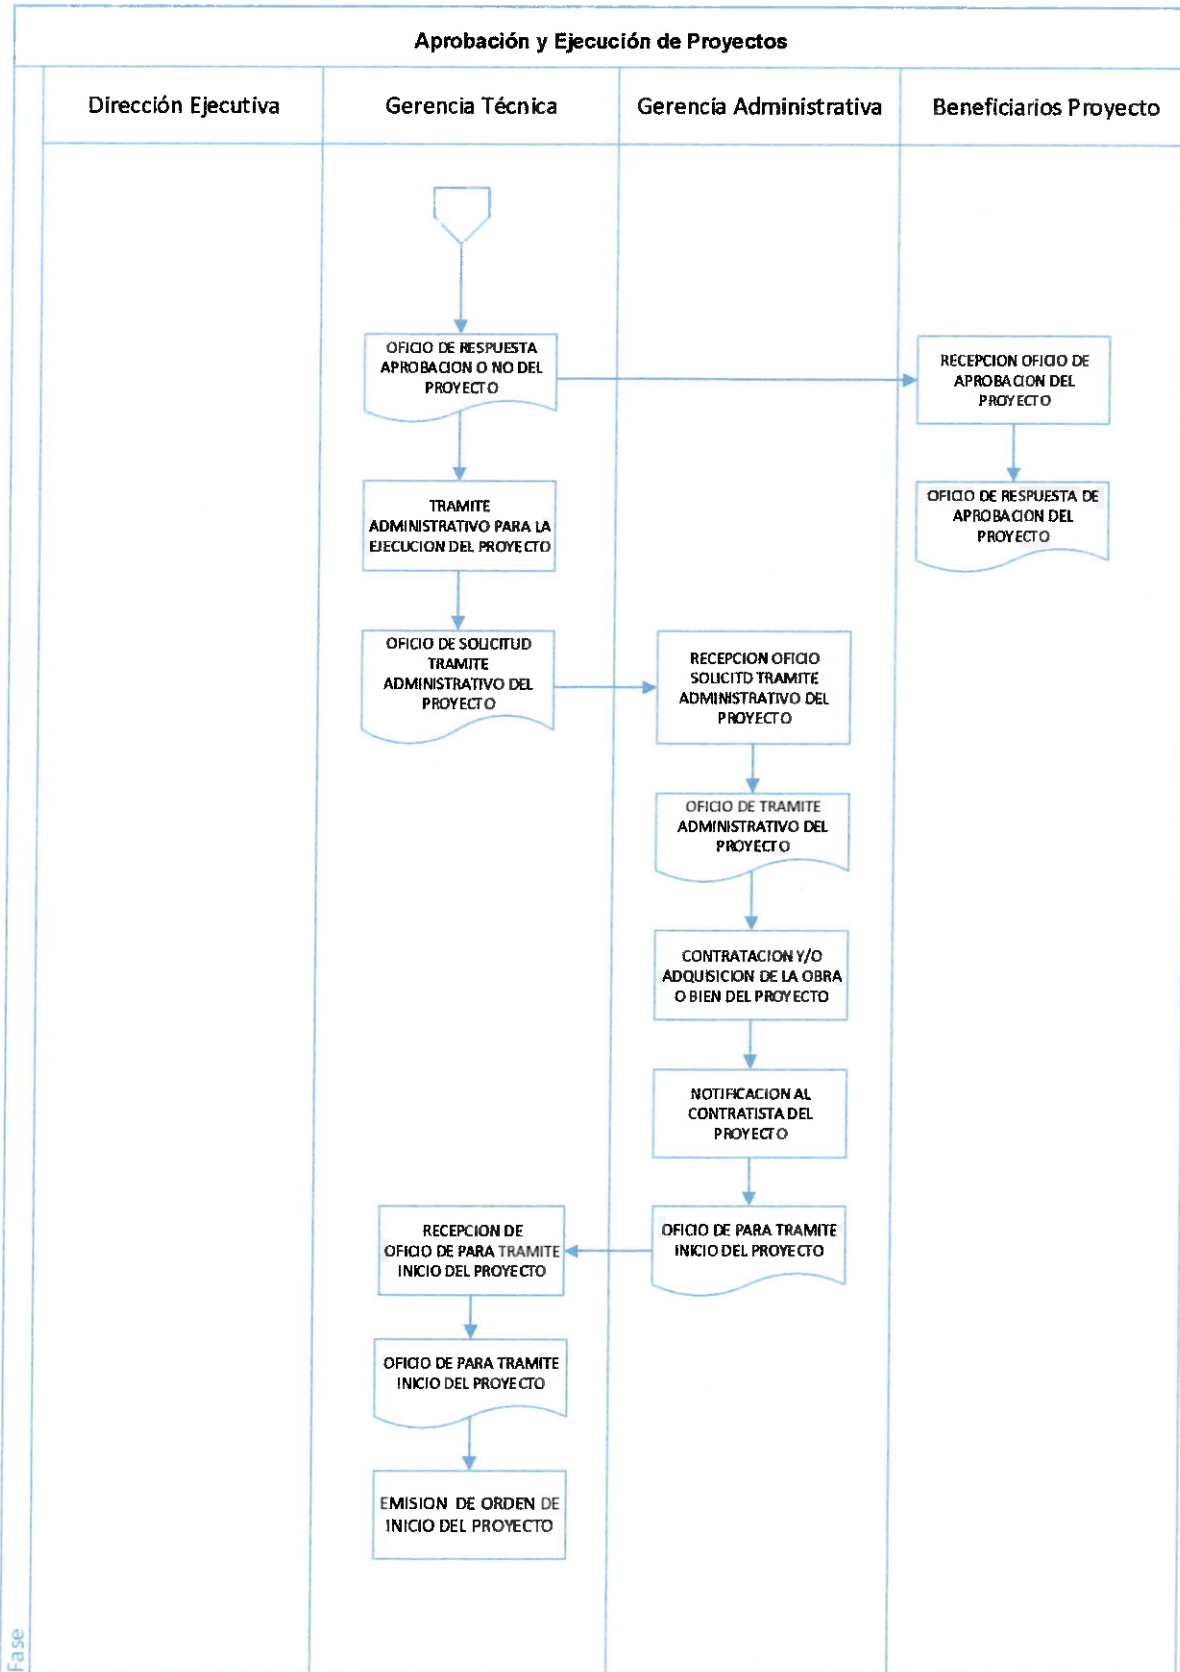 Aprobación y Ejecución de Proyectos
Dirección Ejecutiva
Gerencia Técnica
Gerencia Administrativa
Beneficiarios Proyecto
OFICIO DE RESPUESTA
APROBACION O NO DEL
PROYECTO
RECEPCION OFICIO DE
APROBACION DEL
PROYECTO
TRAMITE
ADMINISTRATIVO PARA LA
EJECUCION DEL PROYECTO
OFICIO DE RESPUESTA DE
APROBACION DEL
PROYECTO
OFICIO DE SOLICITUD
TRAMITE
ADMINISTRATIVO DEL
PROYECTO
RECEPCION OFICIO
SOLICITD TRAMITE
ADMINISTRATIVO DEL
PROYECTO
OFICIO DE TRAMITE
ADMINISTRATIVO DEL
PROYECTO
CONTRATACION Y/O
ADQUISICION DE LA OBRA
O BIEN DEL PROYECTO
NOTIFICACION AL
CONTRATISTA DEL
PROYECTO
OFICIO DE PARA TRAMITE
INICIO DEL PROYECTO
RECEPCION DE
OFICIO DE PARA TRAMITE
INICIO DEL PROYECTO
OFICIO DE PARA TRAMITE
INICIO DEL PROYECTO
EMISION DE ORDEN DE
INICIO DEL PROYECTO
Fase